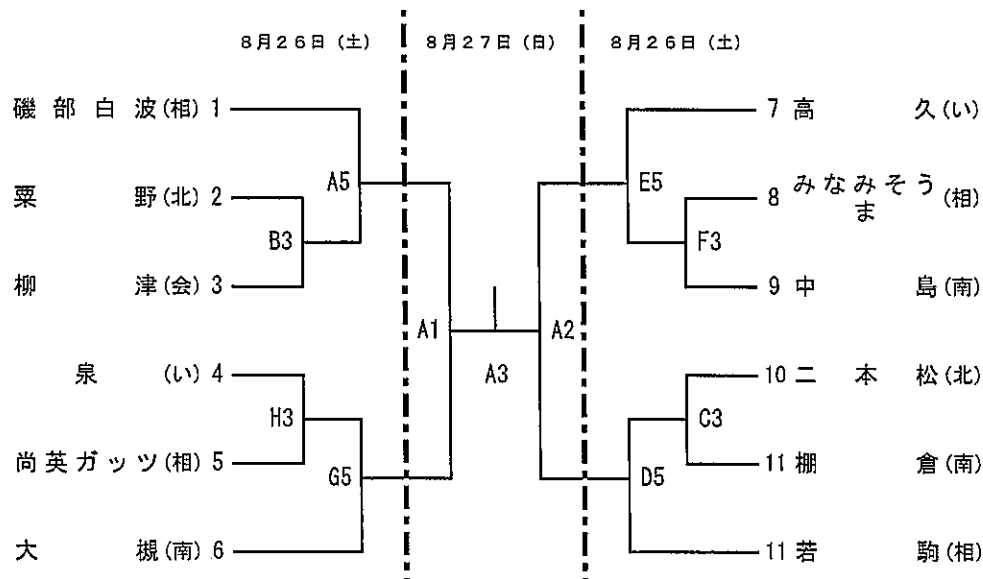 8月26日(土) 8月27日(日) 8月26日(土)
磯部白波(相) 1
粟野(北) 2
柳津(会) 3
泉(い) 4
尚英ガッツ(相) 5
大槻(南) 6
A5
B3
H3
G5
A1
A3
A2
E5
F3
C3
D5
7 高久(い)
8 みなみそうま(相)
9 中島(南)
10 二本松(北)
11 棚倉(南)
11 若駒(相)